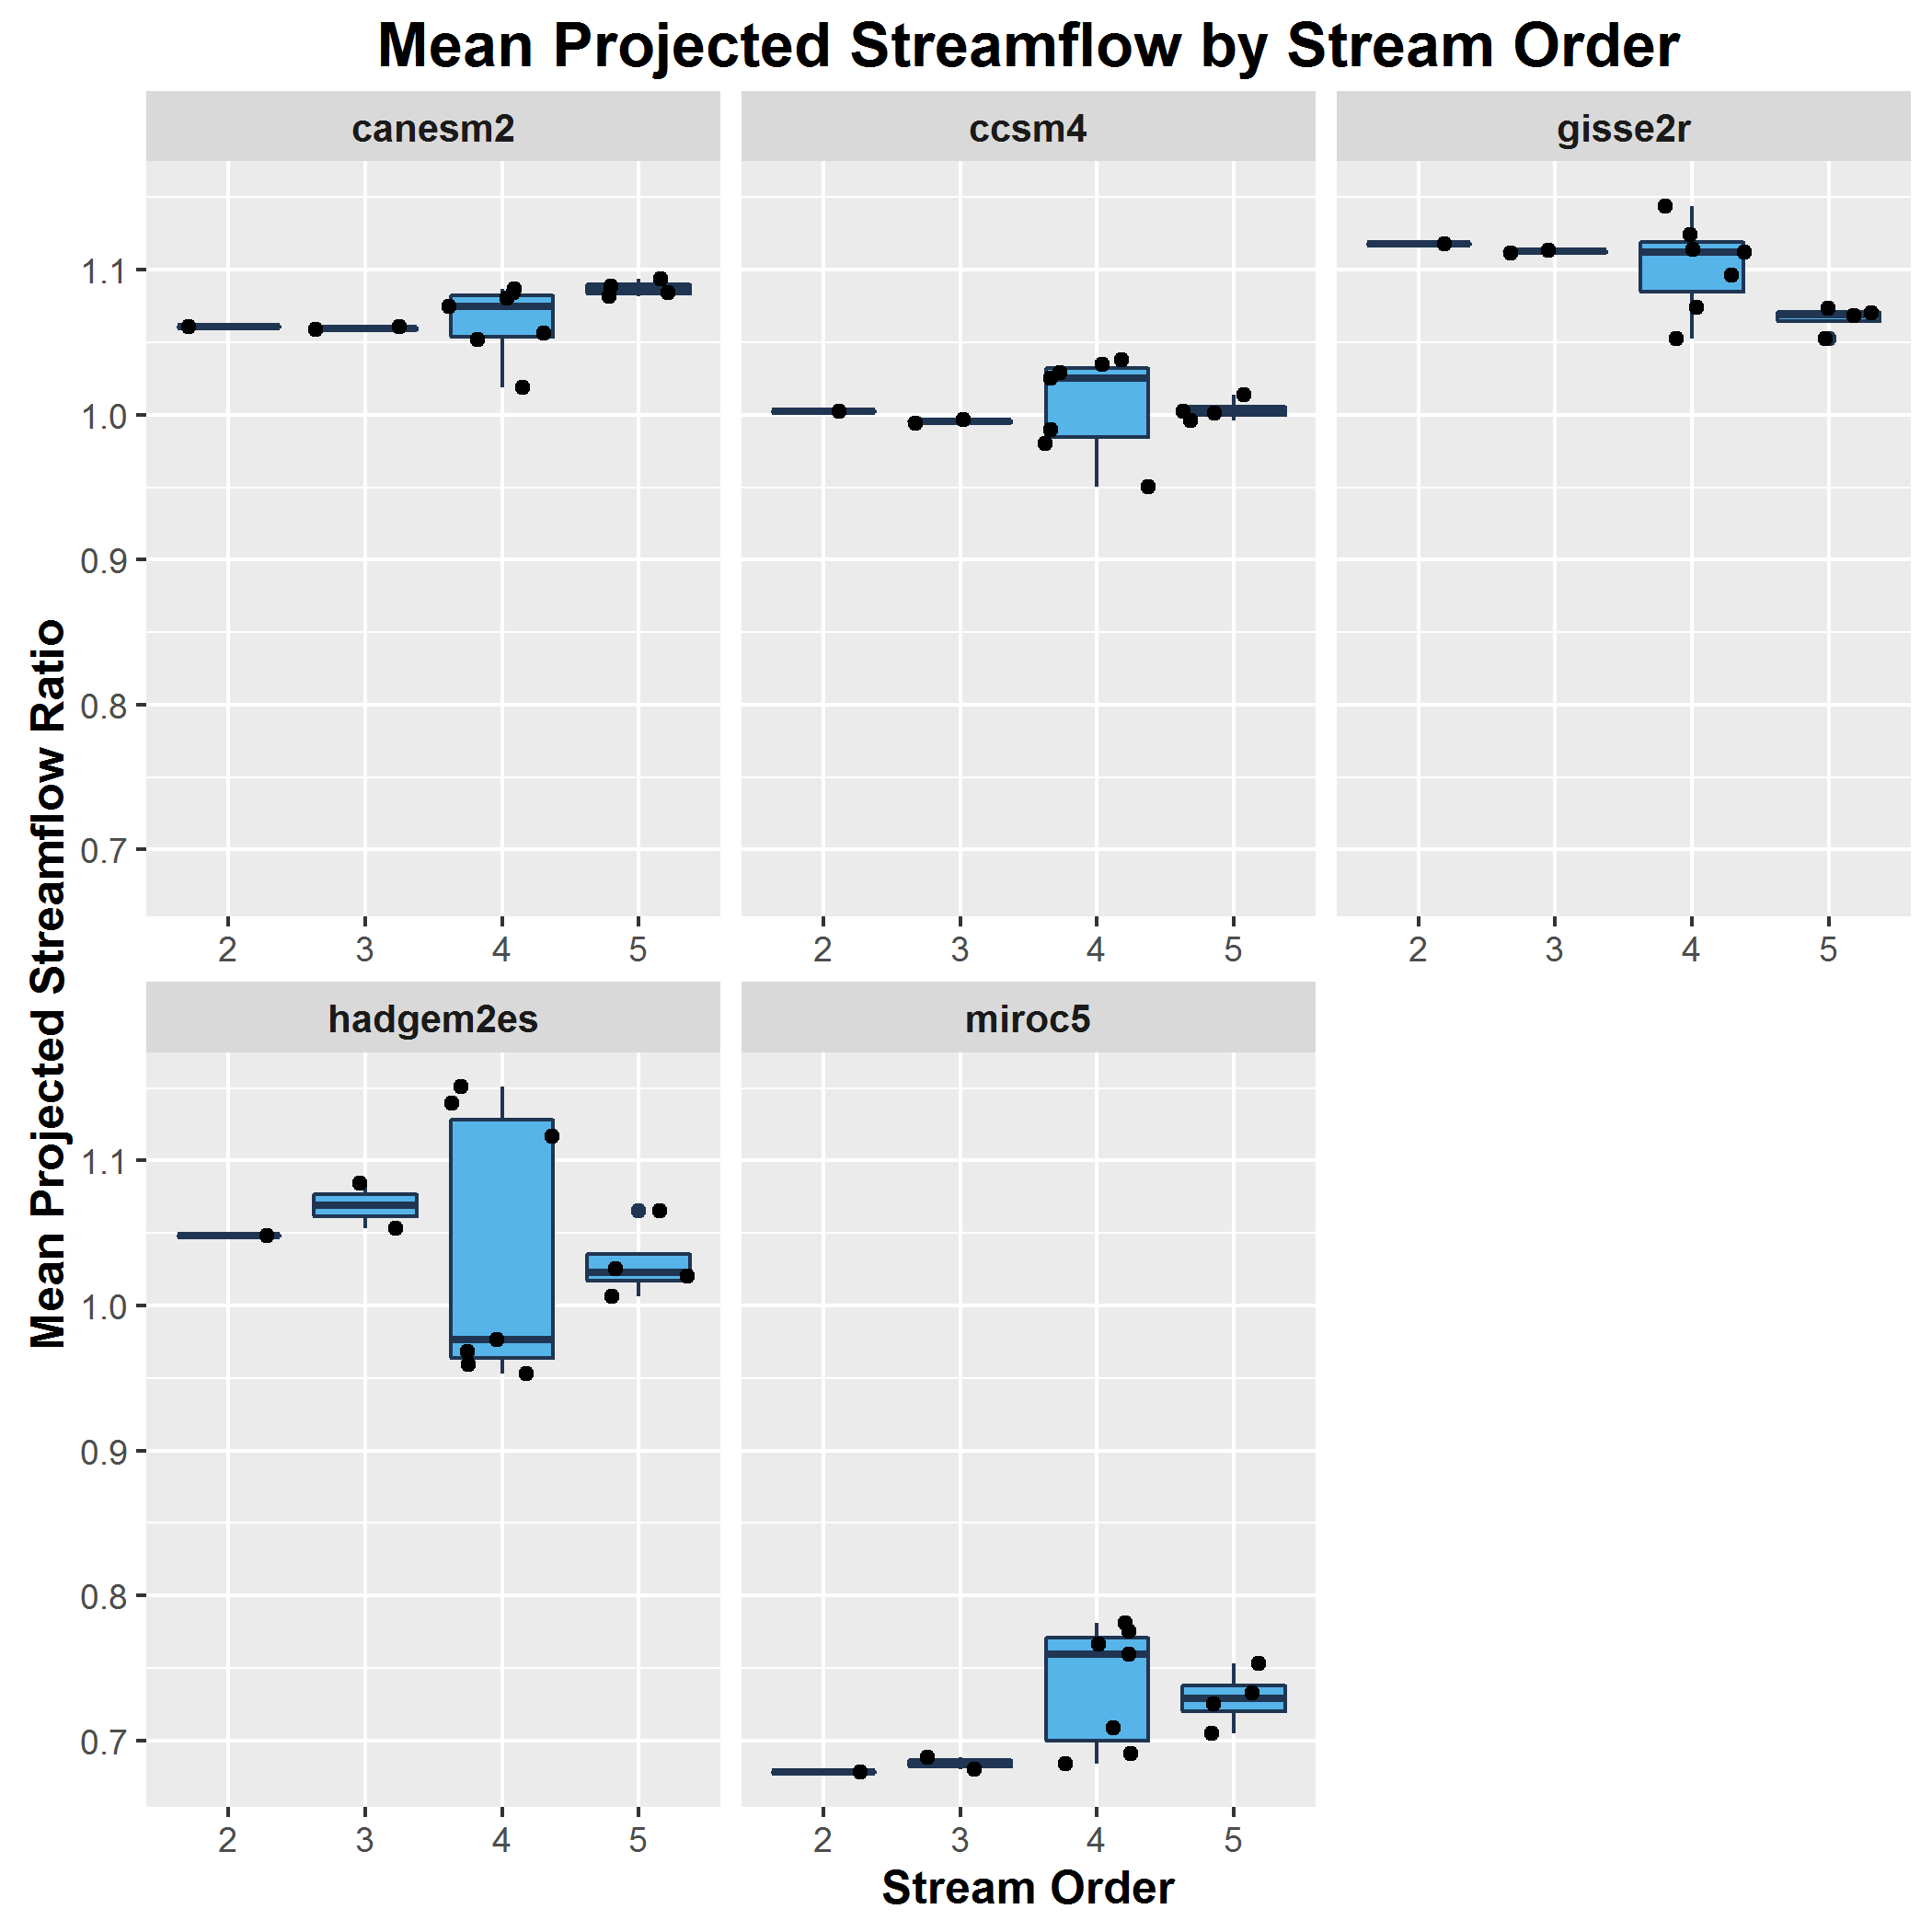 Mean Projected Streamflow by Stream Order
canesm2
ccsm4
gisse2r
1.1
1.0
0.9
0.8
0.7
2 3 4 5
2 3 4 5
2 3 4 5
Mean Projected Streamflow Ratio
hadgem2es
miroc5
1.1
1.0
0.9
0.8
0.7
2 3 4 5
2 3 4 5
Stream Order